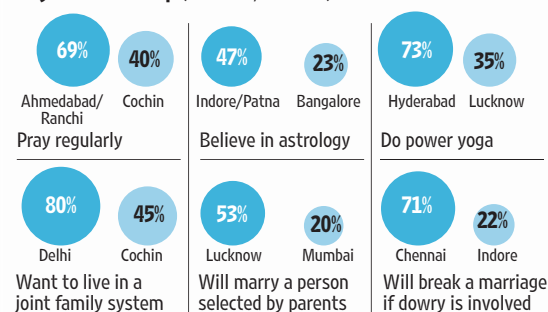 69% 40% 47% 23% 73% 35%
Ahmedabad/ Cochin Indore/Patna Bangalore Hyderabad Lucknow
Ranchi
Pray regularly Believe in astrology Do power yoga
80% 45% 53% 20% 71% 22%
Delhi Cochin Lucknow Mumbai Chennai Indore
Want to live in a Will marry a person Will break a marriage
joint family system selected by parents if dowry is involved